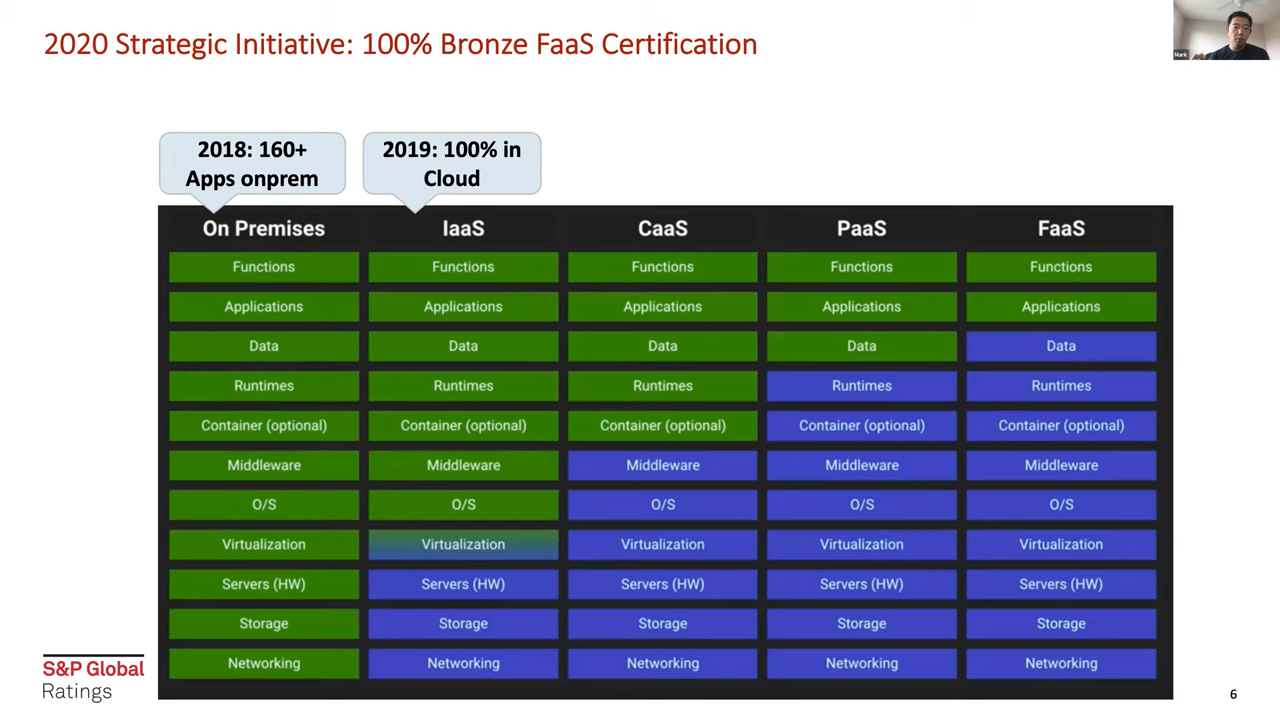 2020 Strategic Initiative: 100% Bronze FaaS Certification
Mark
2018: 160+
Apps onprem
2019: 100% in
Cloud
On Premises IaaS CaaS PaaS FaaS
Functions Functions Functions Functions Functions
Applications Applications Applications Applications Applications
Data Data Data Data Data
Runtimes Runtimes Runtimes Runtimes Runtimes
Container (optional) Container (optional) Container (optional) Container (optional) Container (optional)
Middleware Middleware Middleware Middleware Middleware
O/S O/S O/S O/S O/S
Virtualization Virtualization Virtualization Virtualization Virtualization
Servers (HW) Servers (HW) Servers (HW) Servers (HW) Servers (HW)
Storage Storage Storage Storage Storage
Networking Networking Networking Networking Networking
S&P Global
Ratings
6